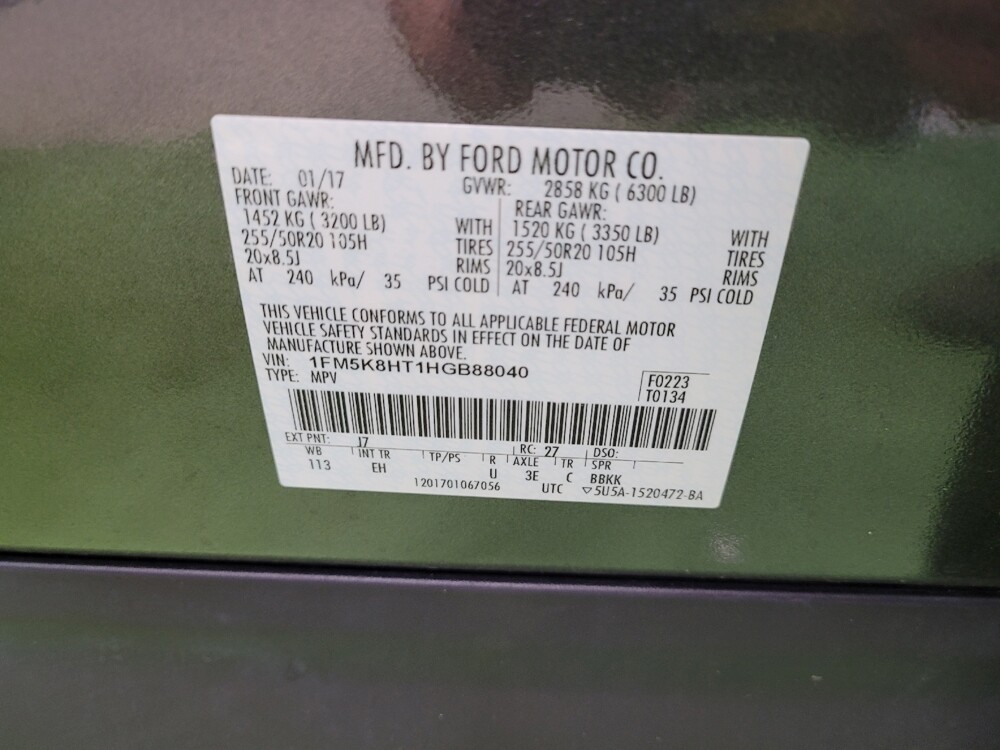 MFD. BY FORD MOTOR CO.
DATE: 01/17 GVWR: 2858 KG ( 6300 LB)
FRONT GAWR: REAR GAWR:
1452 KG ( 3200 LB) WITH 1520 KG ( 3350 LB) WITH
255/50R20 105H TIRES 255/50R20 105H TIRES
20x8.5J RIMS 20x8.5J RIMS
AT 240 kPa/ 35 PSI COLD AT 240 kPa/ 35 PSI COLD
THIS VEHICLE CONFORMS TO ALL APPLICABLE FEDERAL MOTOR
VEHICLE SAFETY STANDARDS IN EFFECT ON THE DATE OF
MANUFACTURE SHOWN ABOVE.
VIN: 1FM5K8HT1HGB88040
TYPE: MPV
F0223
T0134
EXT PNT: J7 RC: 27 DSO:
WB INT TR TP/PS R AXLE TR SPR
113 EH U 3E C BBKK
1201701067056 UTC ▽5U5A-1520472-BA